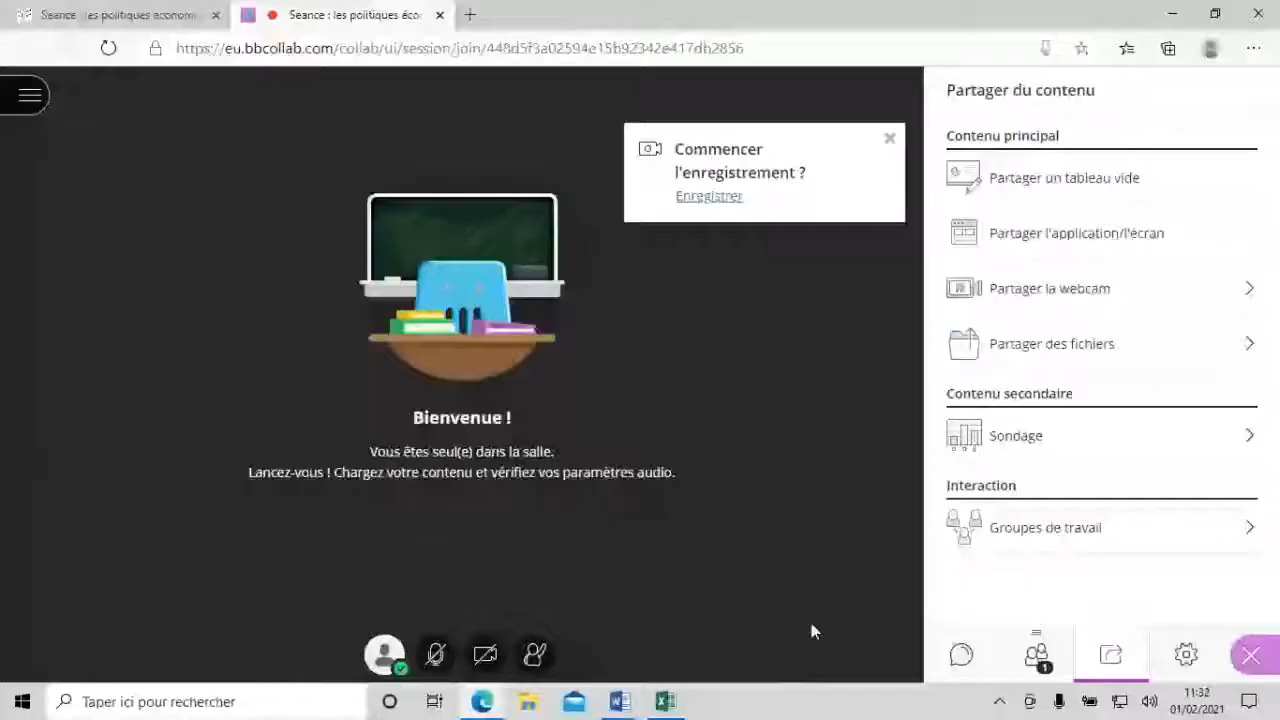 Seance : les politiques économi
Seance : les politiques éco
https://eu.bbcollab.com/collab/ui/session/join/448d5f3a02594e15b92342e417db2856
Partager du contenu
Contenu principal
Partager un tableau vide
Partager l'application/l'écran
Partager la webcam
Partager des fichiers
Contenu secondaire
Sondage
Interaction
Groupes de travail
Commencer
l'enregistrement ?
Enregistrer
Bienvenue !
Vous êtes seul(e) dans la salle.
Lancez-vous ! Chargez votre contenu et vérifiez vos paramètres audio.
1
Taper ici pour rechercher
11:32
01/02/2021